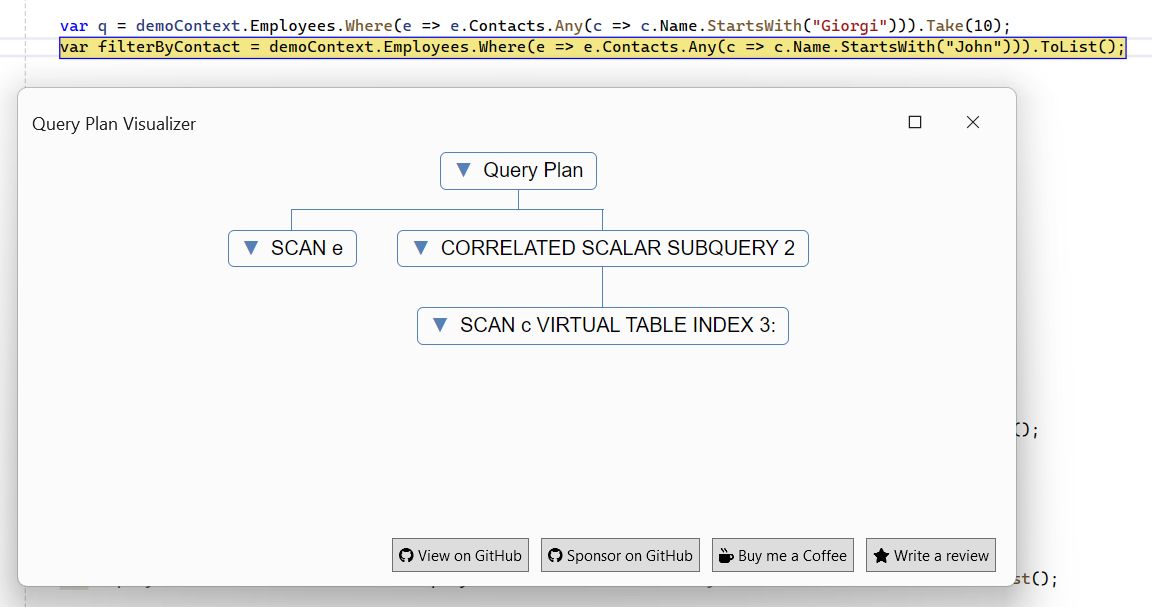 var q = demoContext.Employees.Where(e => e.Contacts.Any(c => c.Name.StartsWith("Giorgi"))).Take(10);
var filterByContact = demoContext.Employees.Where(e => e.Contacts.Any(c => c.Name.StartsWith("John"))).ToList();
Query Plan Visualizer
▼ Query Plan
▼ SCAN e ▼ CORRELATED SCALAR SUBQUERY 2
▼ SCAN c VIRTUAL TABLE INDEX 3:
();
View on GitHub Sponsor on GitHub Buy me a Coffee Write a review
st();